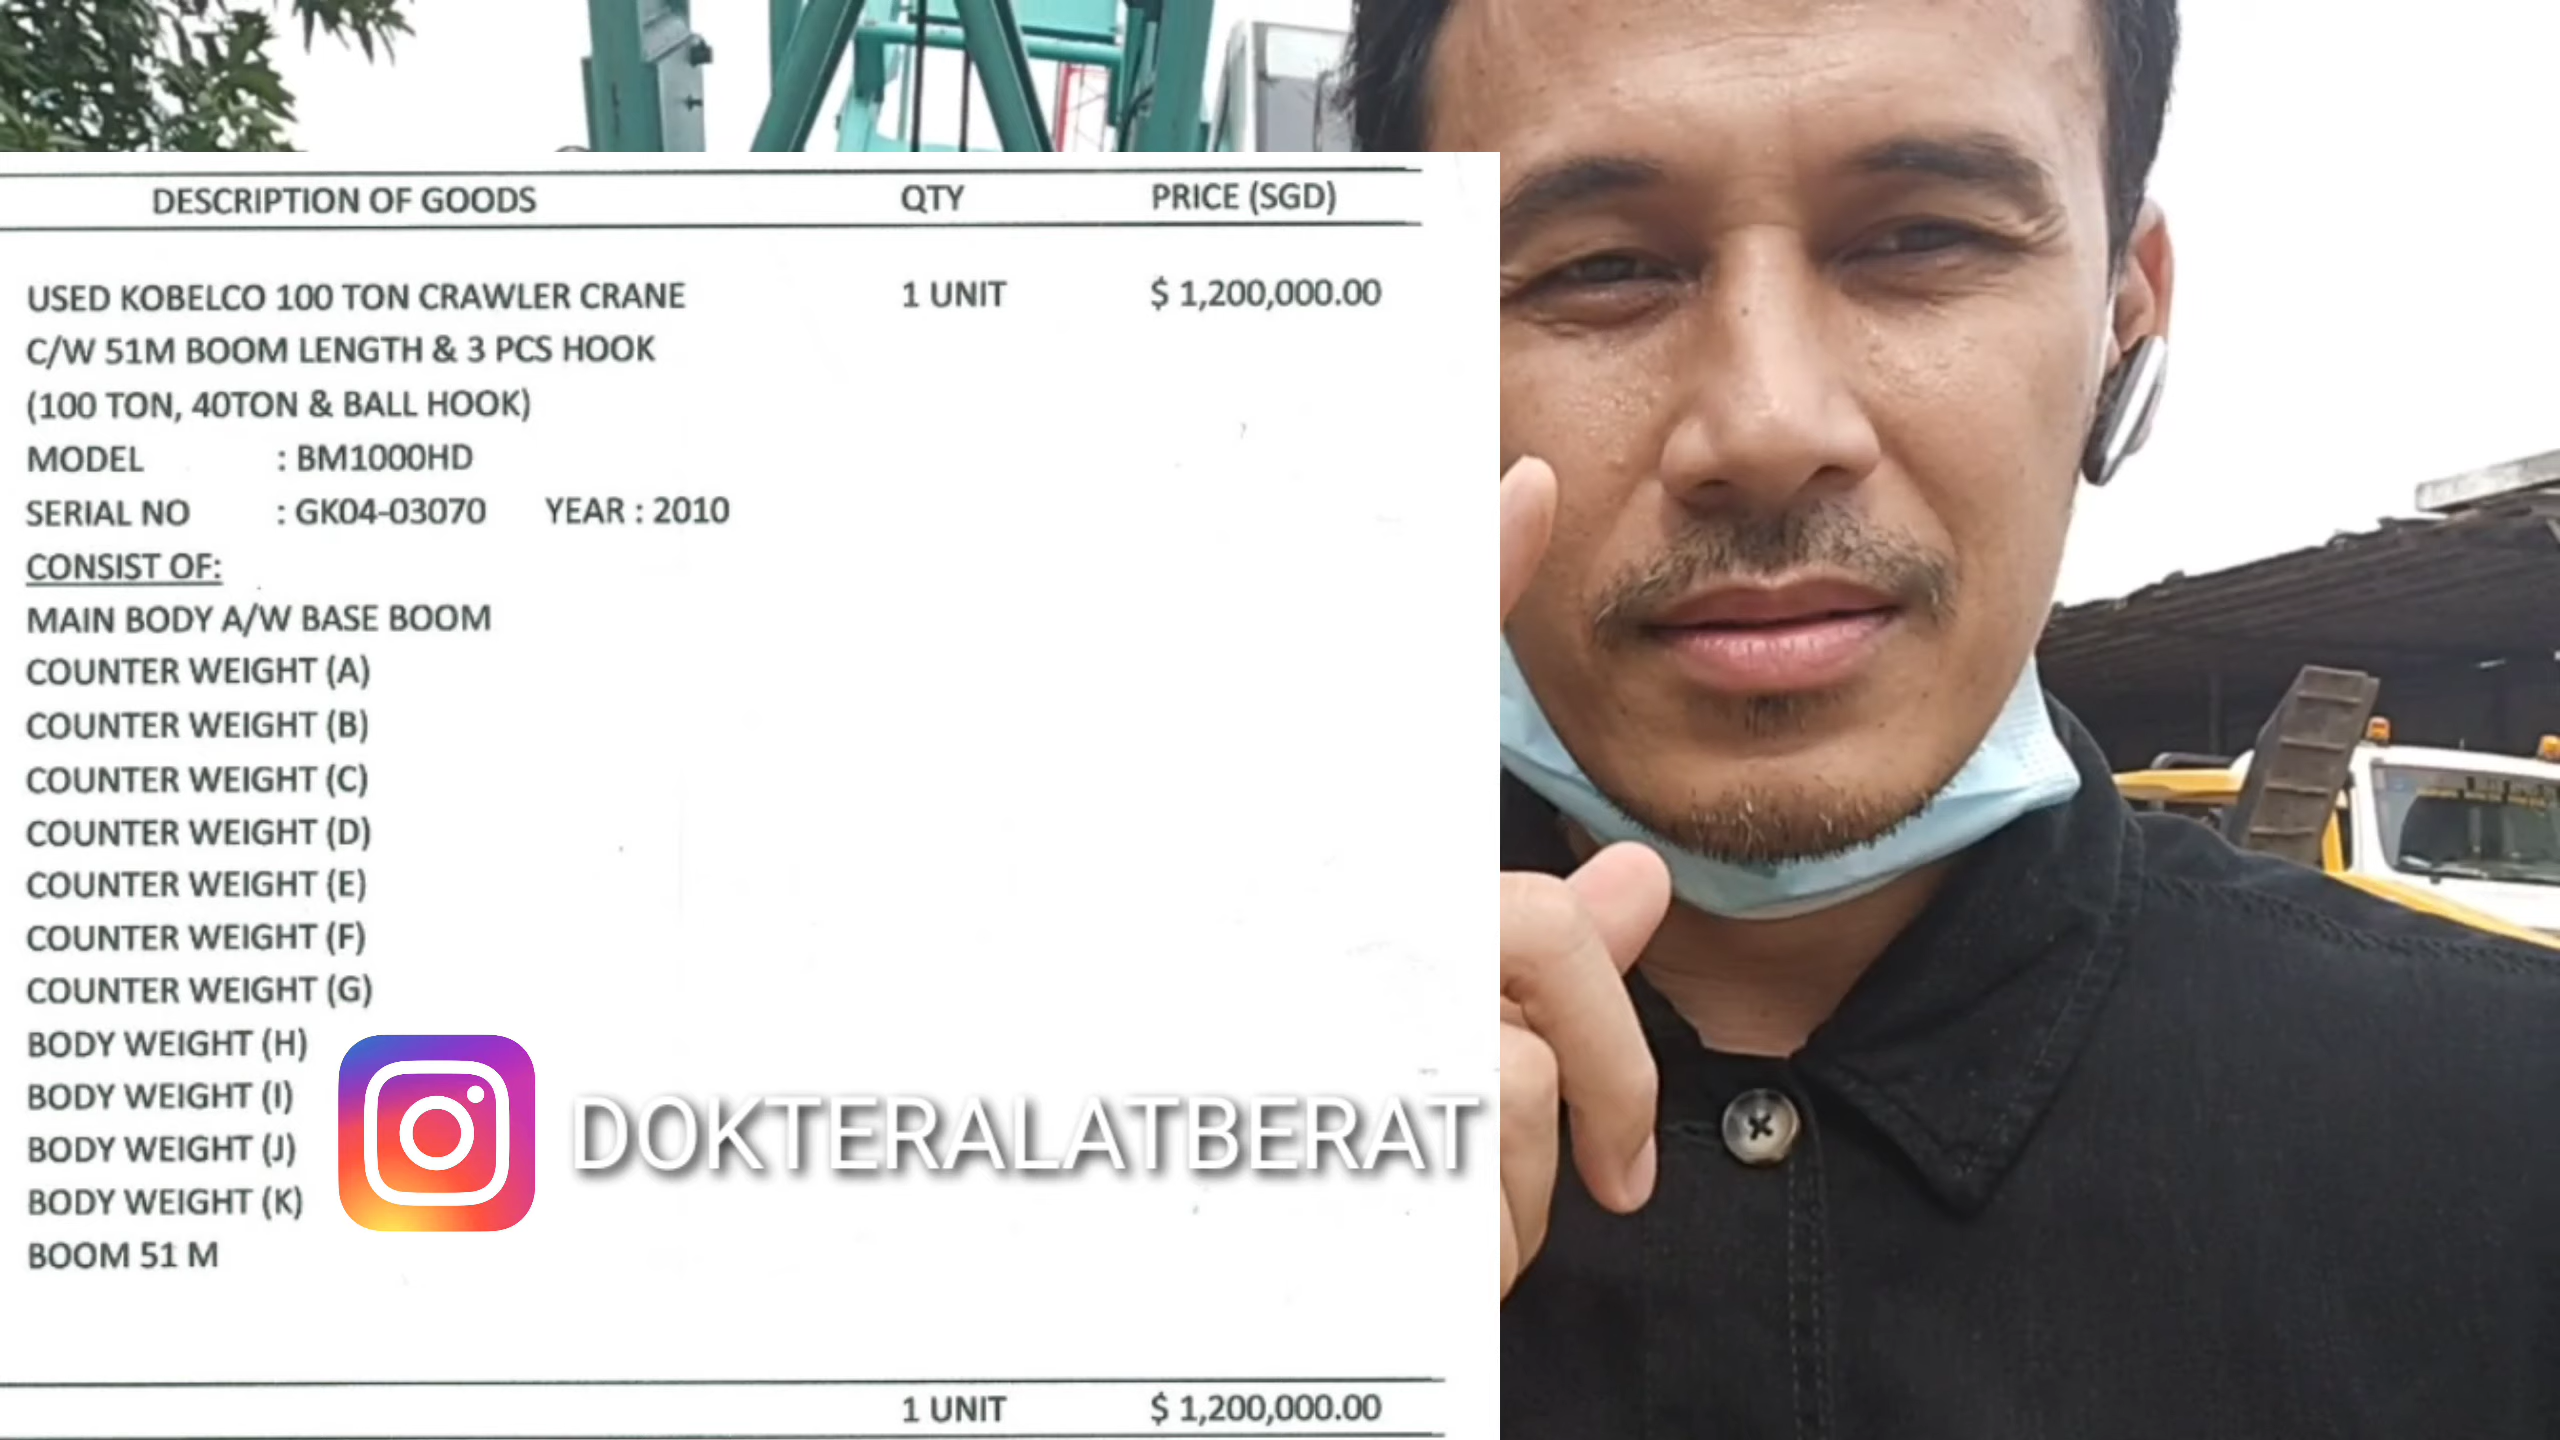 DESCRIPTION OF GOODS QTY PRICE (SGD)
USED KOBELCO 100 TON CRAWLER CRANE 1 UNIT $ 1,200,000.00
C/W 51M BOOM LENGTH & 3 PCS HOOK
(100 TON, 40TON & BALL HOOK)
MODEL : BM1000HD
SERIAL NO : GK04-03070 YEAR : 2010
CONSIST OF:
MAIN BODY A/W BASE BOOM
COUNTER WEIGHT (A)
COUNTER WEIGHT (B)
COUNTER WEIGHT (C)
COUNTER WEIGHT (D)
COUNTER WEIGHT (E)
COUNTER WEIGHT (F)
COUNTER WEIGHT (G)
BODY WEIGHT (H)
BODY WEIGHT (I)
BODY WEIGHT (J)
BODY WEIGHT (K)
BOOM 51 M
DOKTERALATBERAT
1 UNIT $ 1,200,000.00